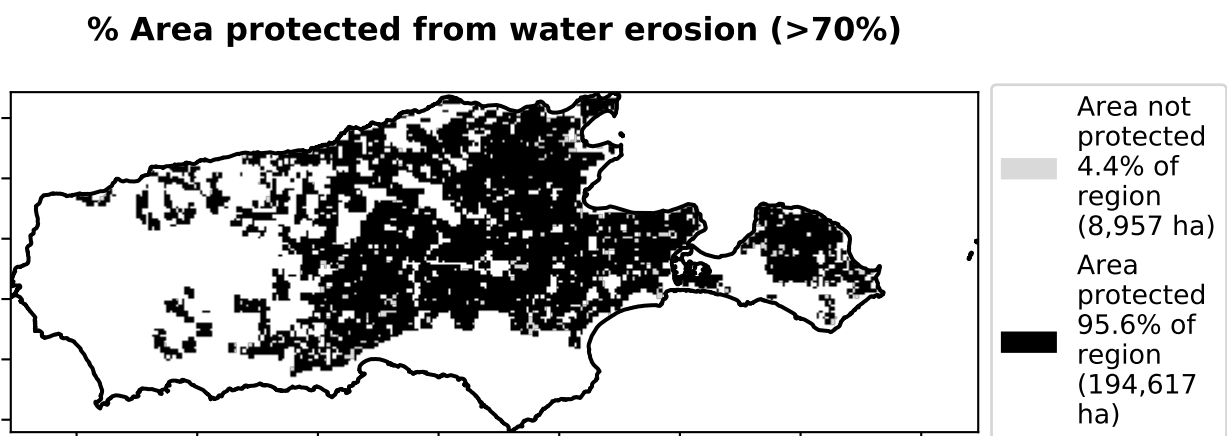 % Area protected from water erosion (>70%)
Area not
protected
4.4% of
region
(8,957 ha)
Area
protected
95.6% of
region
(194,617
ha)